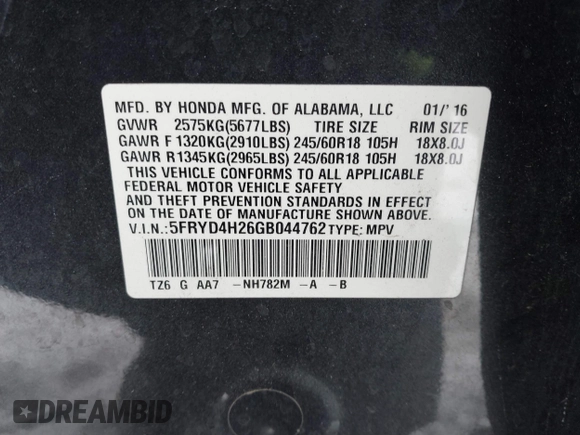 MFD. BY HONDA MFG. OF ALABAMA, LLC 01/'16
GVWR 2575KG(5677LBS) TIRE SIZE RIM SIZE
GAWR F 1320KG(2910LBS) 245/60R18 105H 18X8.0J
GAWR R1345KG(2965LBS) 245/60R18 105H 18X8.0J
THIS VEHICLE CONFORMS TO ALL APPLICABLE
FEDERAL MOTOR VEHICLE SAFETY
AND THEFT PREVENTION STANDARDS IN EFFECT
ON THE DATE OF MANUFACTURE SHOWN ABOVE.
V.I.N.:5FRYD4H26GB044762 TYPE: MPV
TZ6 G AA7 -NH782M -A -B
DREAMBID